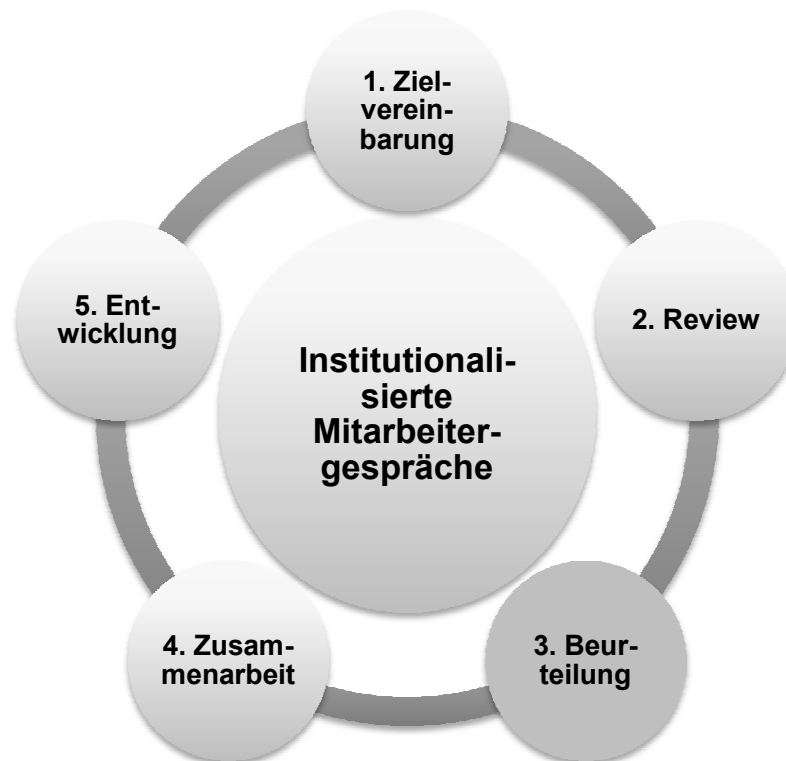 1. Ziel-
verein-
barung
2. Review
3. Beur-
teilung
4. Zusam-
menarbeit
5. Ent-
wicklung
Institutionali-
sierte
Mitarbeiter-
gespräche